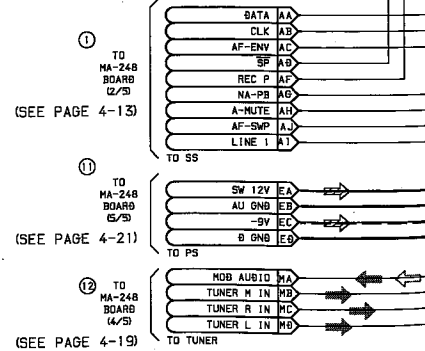 ①
TO
MA-248
BOARD
(2/5)
(SEE PAGE 4-13)
DATA AA
CLK AB
AF-ENV AC
SP AD
REC P AF
NA-PB AG
A-MUTE AH
AF-SWP AJ
LINE 1 AI
TO SS
⑪
TO
MA-248
BOARD
(5/5)
(SEE PAGE 4-21)
SW 12V EA
AU GND EB
-9V EC
D GND ED
TO PS
⑫
TO
MA-248
BOARD
(4/5)
(SEE PAGE 4-19)
MOD AUDIO MA
TUNER M IN MB
TUNER R IN MC
TUNER L IN MD
TO TUNER